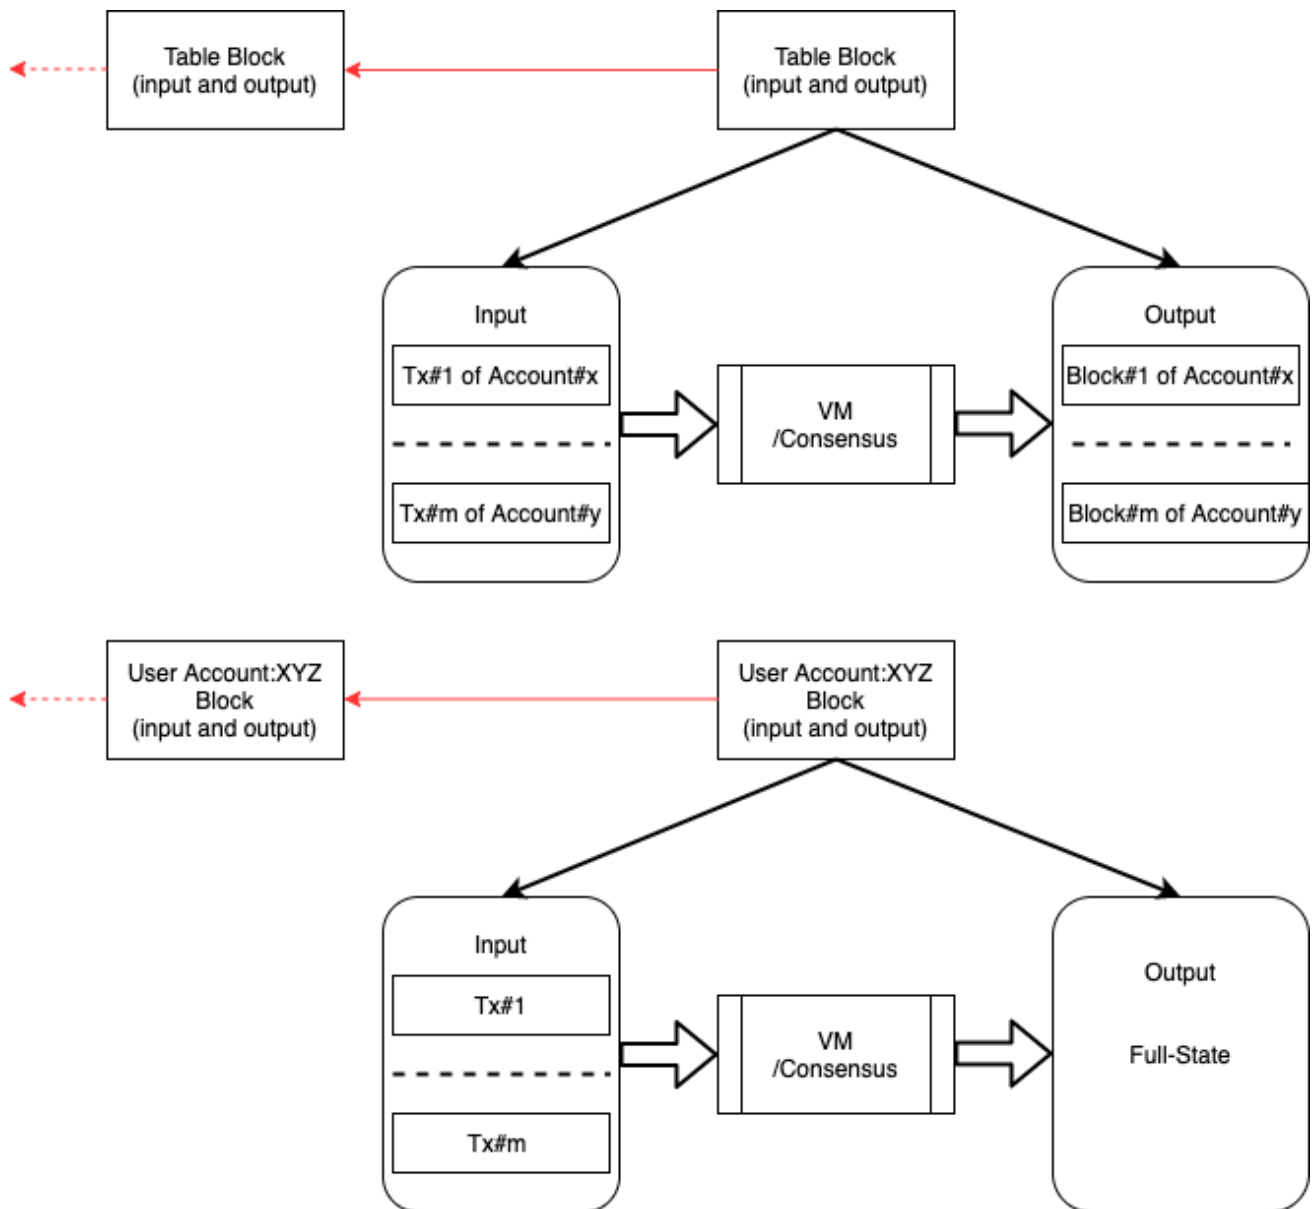 Table Block
(input and output)
Table Block
(input and output)
Input
Tx#1 of Account#x
Tx#m of Account#y
VM
/Consensus
Output
Block#1 of Account#x
Block#m of Account#y
User Account:XYZ
Block
(input and output)
User Account:XYZ
Block
(input and output)
Input
Tx#1
Tx#m
VM
/Consensus
Output
Full-State